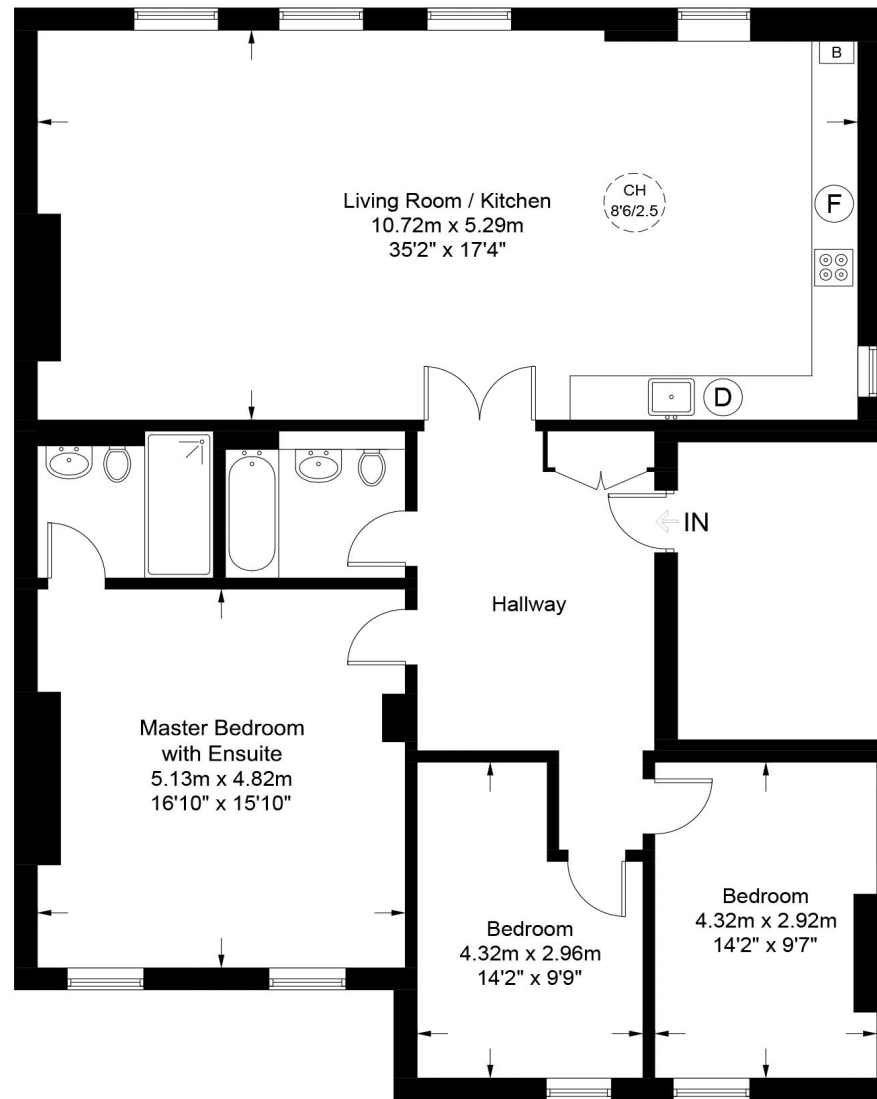 B
Living Room / Kitchen
10.72m x 5.29m
35'2" x 17'4"
CH
8'6/2.5
F
D
IN
Hallway
Master Bedroom
with Ensuite
5.13m x 4.82m
16'10" x 15'10"
Bedroom
4.32m x 2.96m
14'2" x 9'9"
Bedroom
4.32m x 2.92m
14'2" x 9'7"